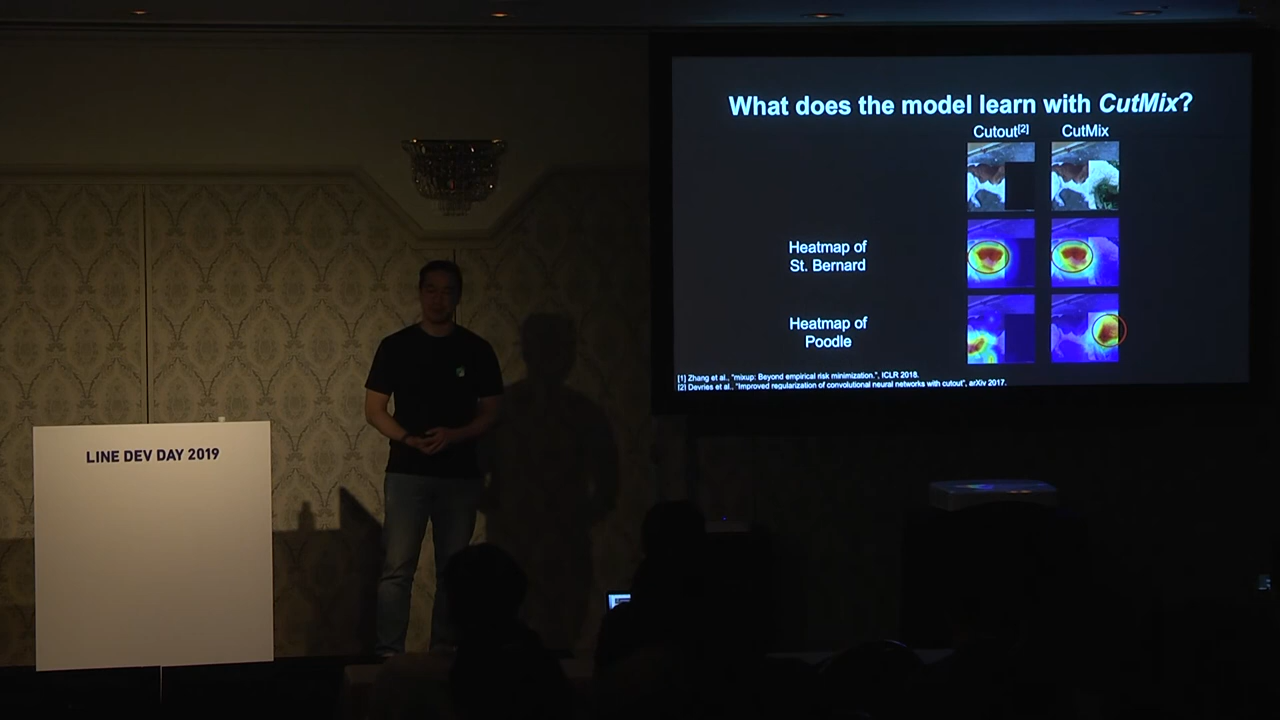 What does the model learn with CutMix?
Cutout[2]
CutMix
Heatmap of
St. Bernard
Heatmap of
Poodle
[1] Zhang et al., "mixup: Beyond empirical risk minimization.", ICLR 2018.
[2] Devries et al., "Improved regularization of convolutional neural networks with cutout", arXiv 2017.
LINE DEV DAY 2019